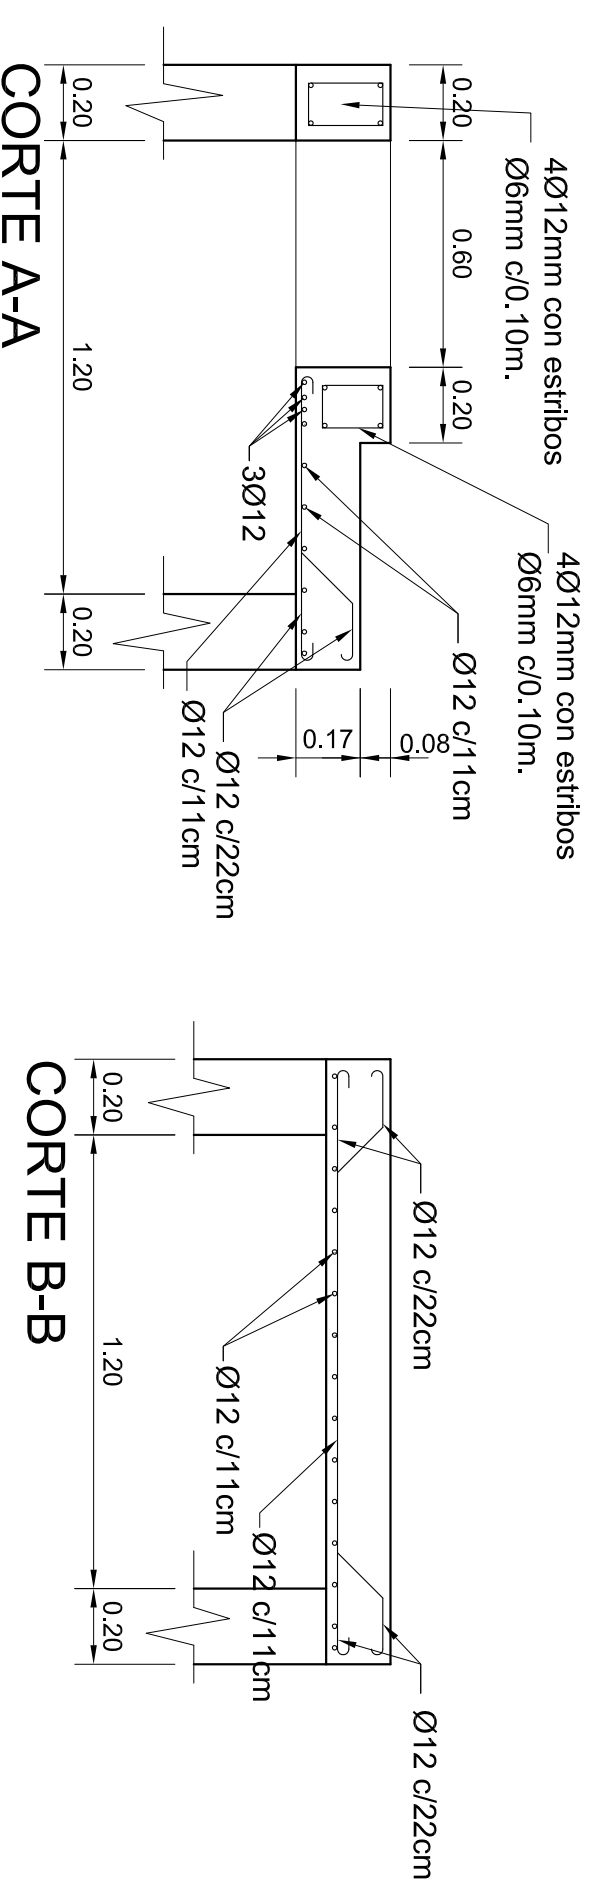 4Ø12mm con estribos
Ø6mm c/0.10m.
4Ø12mm con estribos
Ø6mm c/0.10m.
0.20
0.60
0.20
0.08
0.17
Ø12 c/11cm
3Ø12
Ø12 c/22cm
Ø12 c/11cm
0.20
1.20
0.20
CORTE A-A
Ø12 c/22cm
Ø12 c/22cm
Ø12 c/11cm
Ø12 c/11cm
0.20
1.20
0.20
CORTE B-B